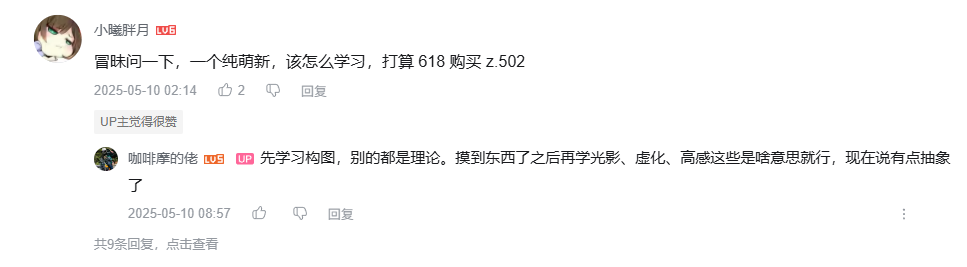 小曦胖月 LV5
冒昧问一下，一个纯萌新，该怎么学习，打算 618 购买 z.502
2025-05-10 02:14 2 回复
UP主觉得很赞
咖啡摩的佬 LV5 UP 先学习构图，别的都是理论。摸到东西了之后再学光影、虚化、高感这些是啥意思就行，现在说有点抽象
了
2025-05-10 08:57 回复
共9条回复，点击查看